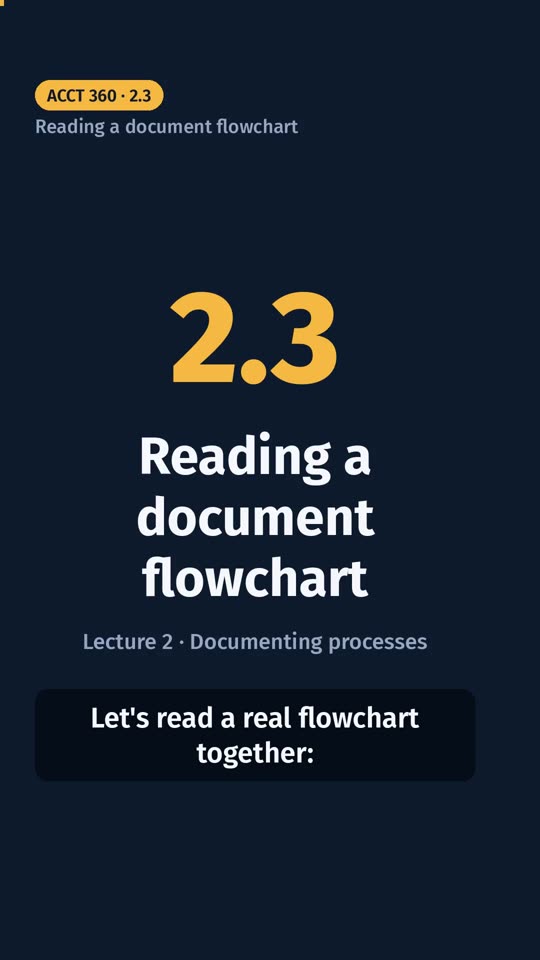 ACCT 360 · 2.3
Reading a document flowchart
2.3
Reading a
document
flowchart
Lecture 2 · Documenting processes
Let's read a real flowchart
together: